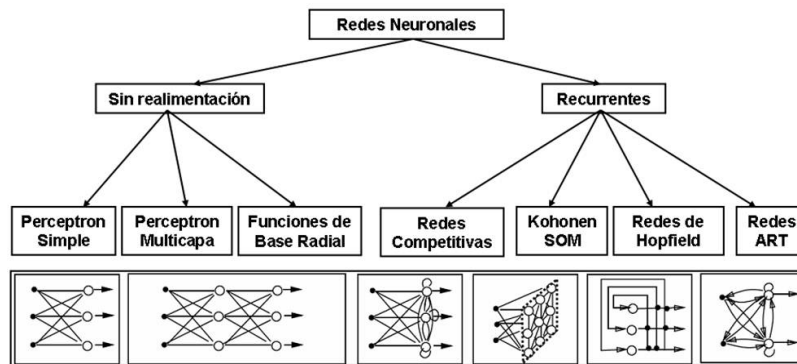 Redes Neuronales
Sin realimentación
Recurrentes
Perceptron
Simple
Perceptron
Multicapa
Funciones de
Base Radial
Redes
Competitivas
Kohonen
SOM
Redes de
Hopfield
Redes
ART